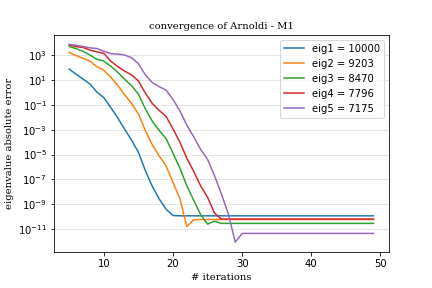 convergence of Arnoldi - M1
eigenvalue absolute error
10³
10¹
10⁻¹
10⁻³
10⁻⁵
10⁻⁷
10⁻⁹
10⁻¹¹
eig1 = 10000
eig2 = 9203
eig3 = 8470
eig4 = 7796
eig5 = 7175
10 20 30 40 50
# iterations